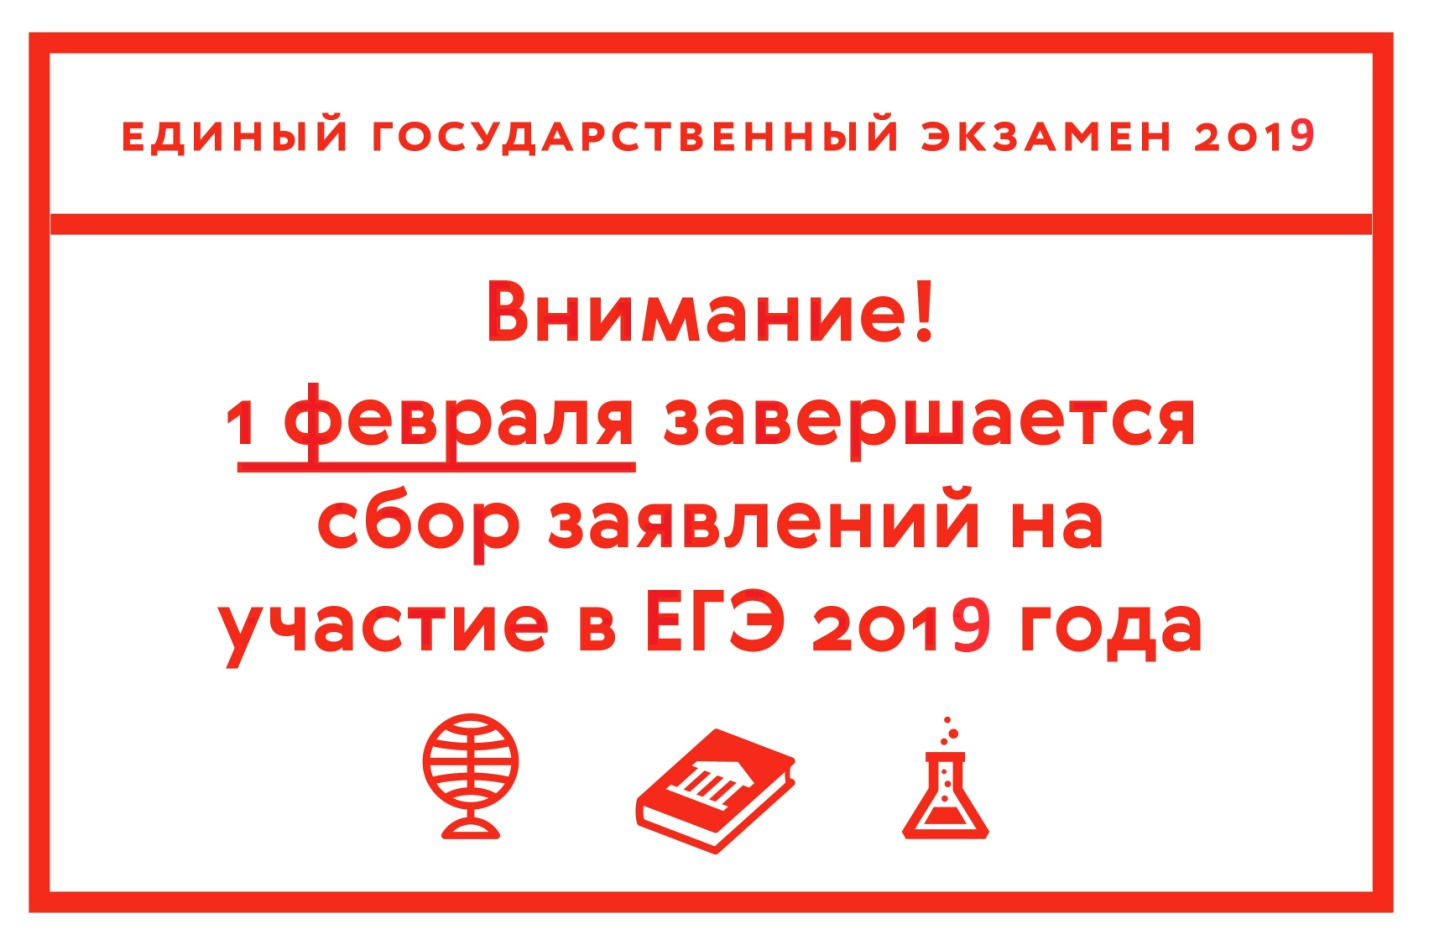 ЕДИНЫЙ ГОСУДАРСТВЕННЫЙ ЭКЗАМЕН 2019
Внимание!
1 февраля завершается
сбор заявлений на
участие в ЕГЭ 2019 года